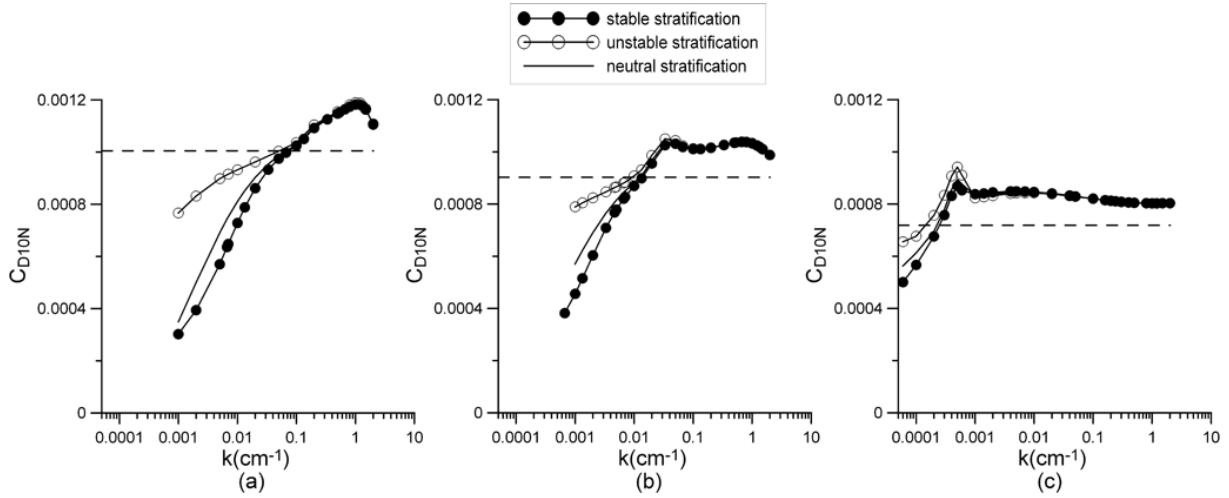 stable stratification
unstable stratification
neutral stratification
0.0012
0.0008
0.0004
0
C_D10N
0.0001 0.001 0.01 0.1 1 10
k(cm⁻¹)
(a)
0.0012
0.0008
0.0004
0
C_D10N
0.0001 0.001 0.01 0.1 1 10
k(cm⁻¹)
(b)
0.0012
0.0008
0.0004
0
C_D10N
0.0001 0.001 0.01 0.1 1 10
k(cm⁻¹)
(c)